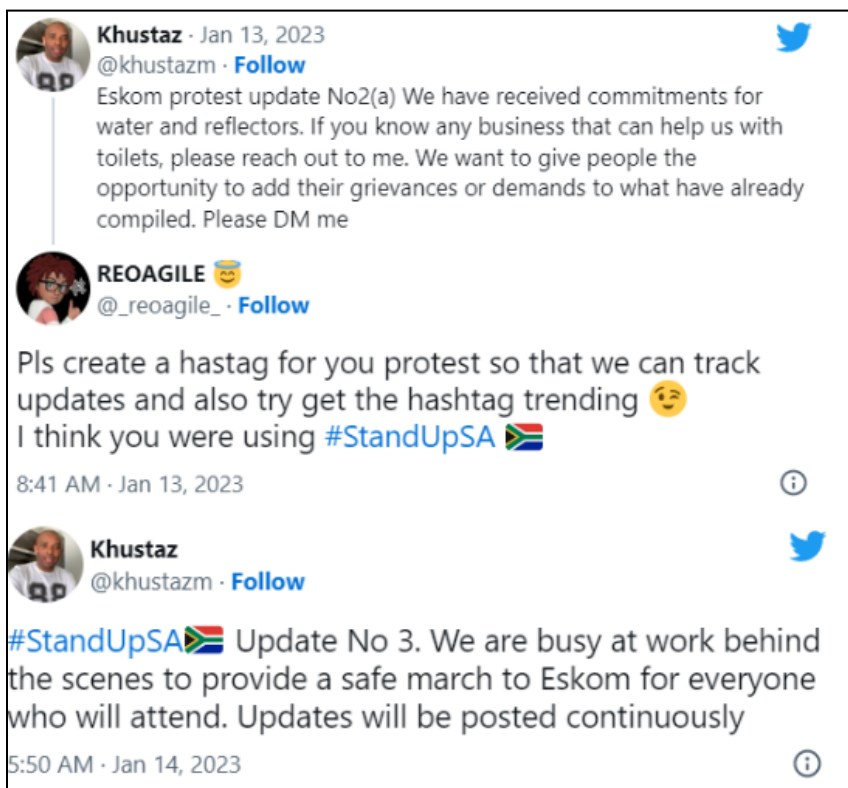 Khustaz · Jan 13, 2023
@khustazm · Follow
Eskom protest update No2(a) We have received commitments for
water and reflectors. If you know any business that can help us with
toilets, please reach out to me. We want to give people the
opportunity to add their grievances or demands to what have already
compiled. Please DM me
REOAGILE 😇
@_reoagile_ · Follow
Pls create a hastag for you protest so that we can track
updates and also try get the hashtag trending 😉
I think you were using #StandUpSA 🇿🇦
8:41 AM · Jan 13, 2023
Khustaz
@khustazm · Follow
#StandUpSA🇿🇦 Update No 3. We are busy at work behind
the scenes to provide a safe march to Eskom for everyone
who will attend. Updates will be posted continuously
5:50 AM · Jan 14, 2023